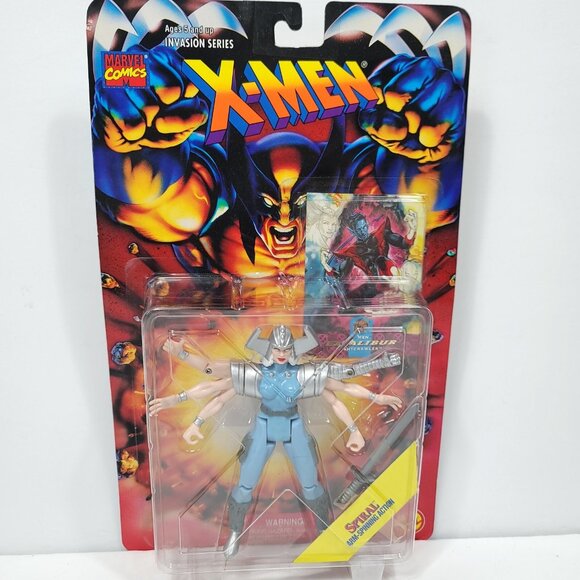 Ages 5 and up
INVASION SERIES
MARVEL
COMICS
X-MEN
EXCALIBUR
WARNING
SPIRAL
ARM-SPINNING ACTION